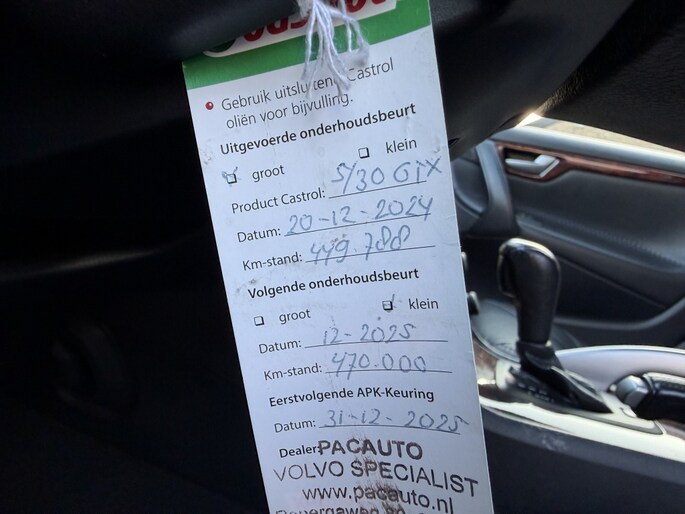 Gebruik uitsluitend Castrol
oliën voor bijvulling.
Uitgevoerde onderhoudsbeurt
groot klein
Product Castrol: 5/30 GTX
Datum: 20-12-2024
Km-stand: 449.788
Volgende onderhoudsbeurt
groot klein
Datum: 12-2025
Km-stand: 470.000
Eerstvolgende APK-Keuring
Datum: 31-12-2025
Dealer: PACAUTO
VOLVO SPECIALIST
www.pacauto.nl